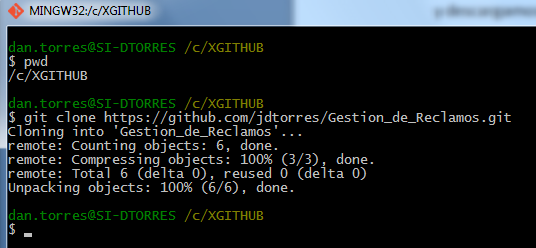 MINGW32:/c/XGITHUB
y descargamos
dan.torres@SI-DTORRES /c/XGITHUB
$ pwd
/c/XGITHUB
dan.torres@SI-DTORRES /c/XGITHUB
$ git clone https://github.com/jdtorres/Gestion_de_Reclamos.git
Cloning into 'Gestion_de_Reclamos'...
remote: Counting objects: 6, done.
remote: Compressing objects: 100% (3/3), done.
remote: Total 6 (delta 0), reused 0 (delta 0)
Unpacking objects: 100% (6/6), done.
dan.torres@SI-DTORRES /c/XGITHUB
$